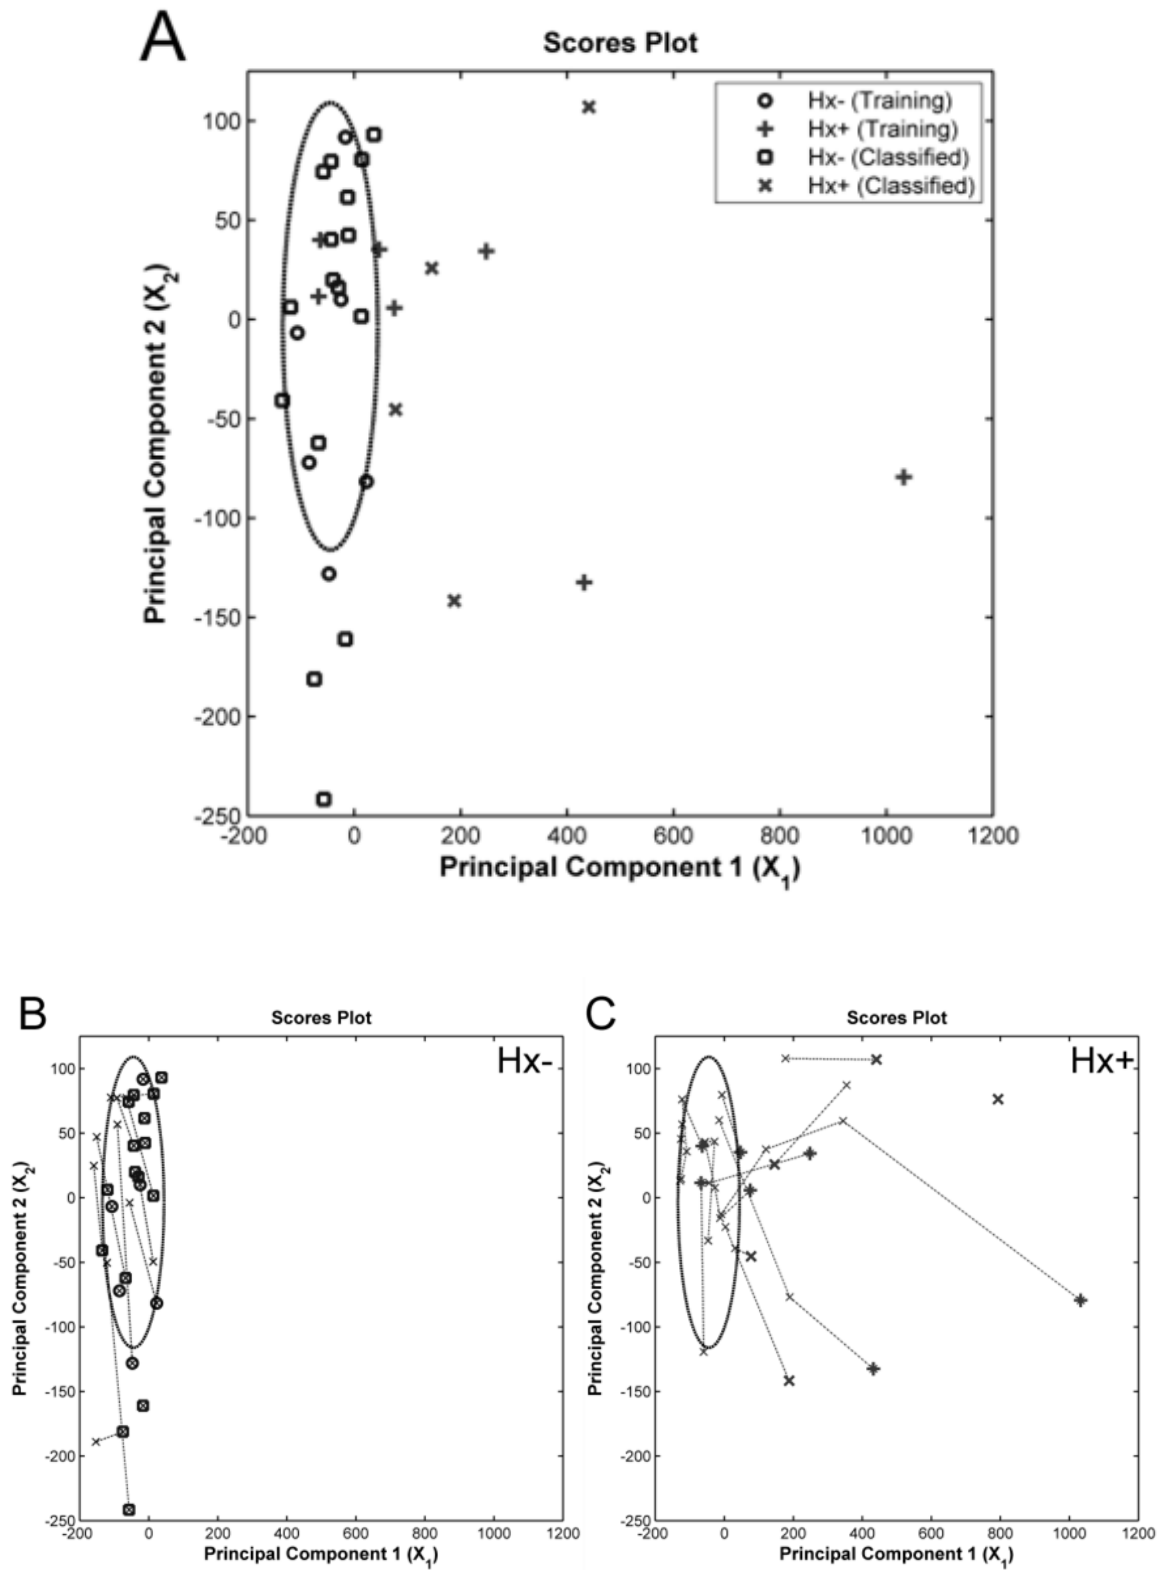 A
Scores Plot
Hx- (Training)
Hx+ (Training)
Hx- (Classified)
Hx+ (Classified)
100
50
0
-50
-100
-150
-200
-250
Principal Component 2 (X2)
-200 0 200 400 600 800 1000 1200
Principal Component 1 (X1)
B
Scores Plot
Hx-
100
50
0
-50
-100
-150
-200
-250
Principal Component 2 (X2)
-200 0 200 400 600 800 1000 1200
Principal Component 1 (X1)
C
Scores Plot
Hx+
100
50
0
-50
-100
-150
-200
-250
Principal Component 2 (X2)
-200 0 200 400 600 800 1000 1200
Principal Component 1 (X1)